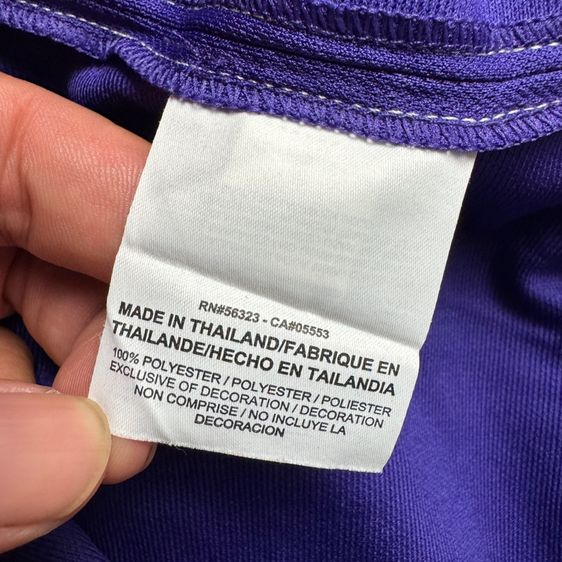 RN#56323 - CA#05553
MADE IN THAILAND/FABRIQUE EN
THAILANDE/HECHO EN TAILANDIA
100% POLYESTER / POLYESTER / POLIESTER
EXCLUSIVE OF DECORATION / DECORATION
NON COMPRISE / NO INCLUYE LA
DECORACION